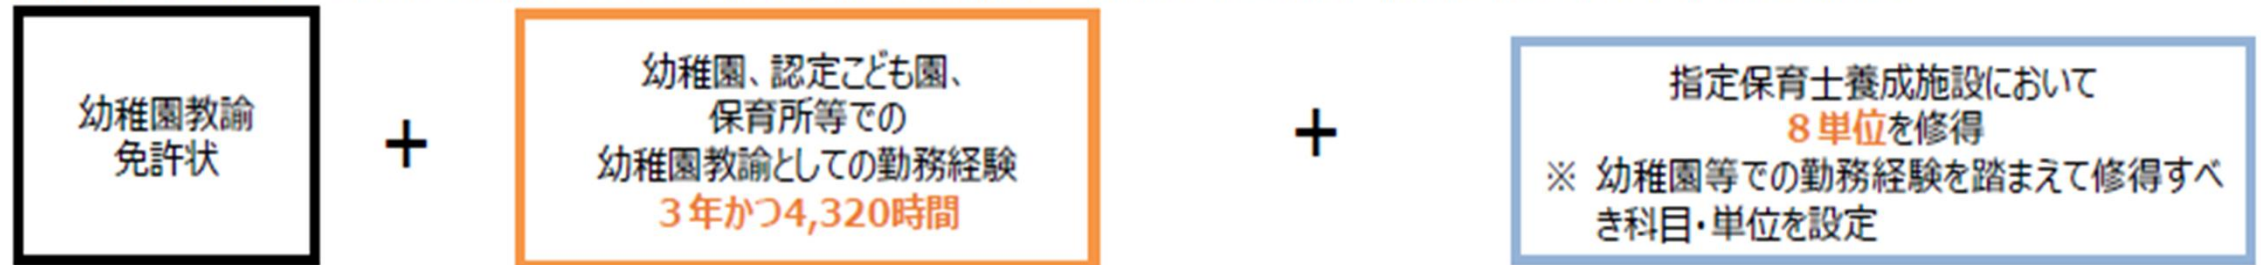 幼稚園教諭
免許状
+
幼稚園、認定こども園、
保育所等での
幼稚園教諭としての勤務経験
3年かつ4,320時間
+
指定保育士養成施設において
8単位を修得
※ 幼稚園等での勤務経験を踏まえて修得すべ
き科目・単位を設定